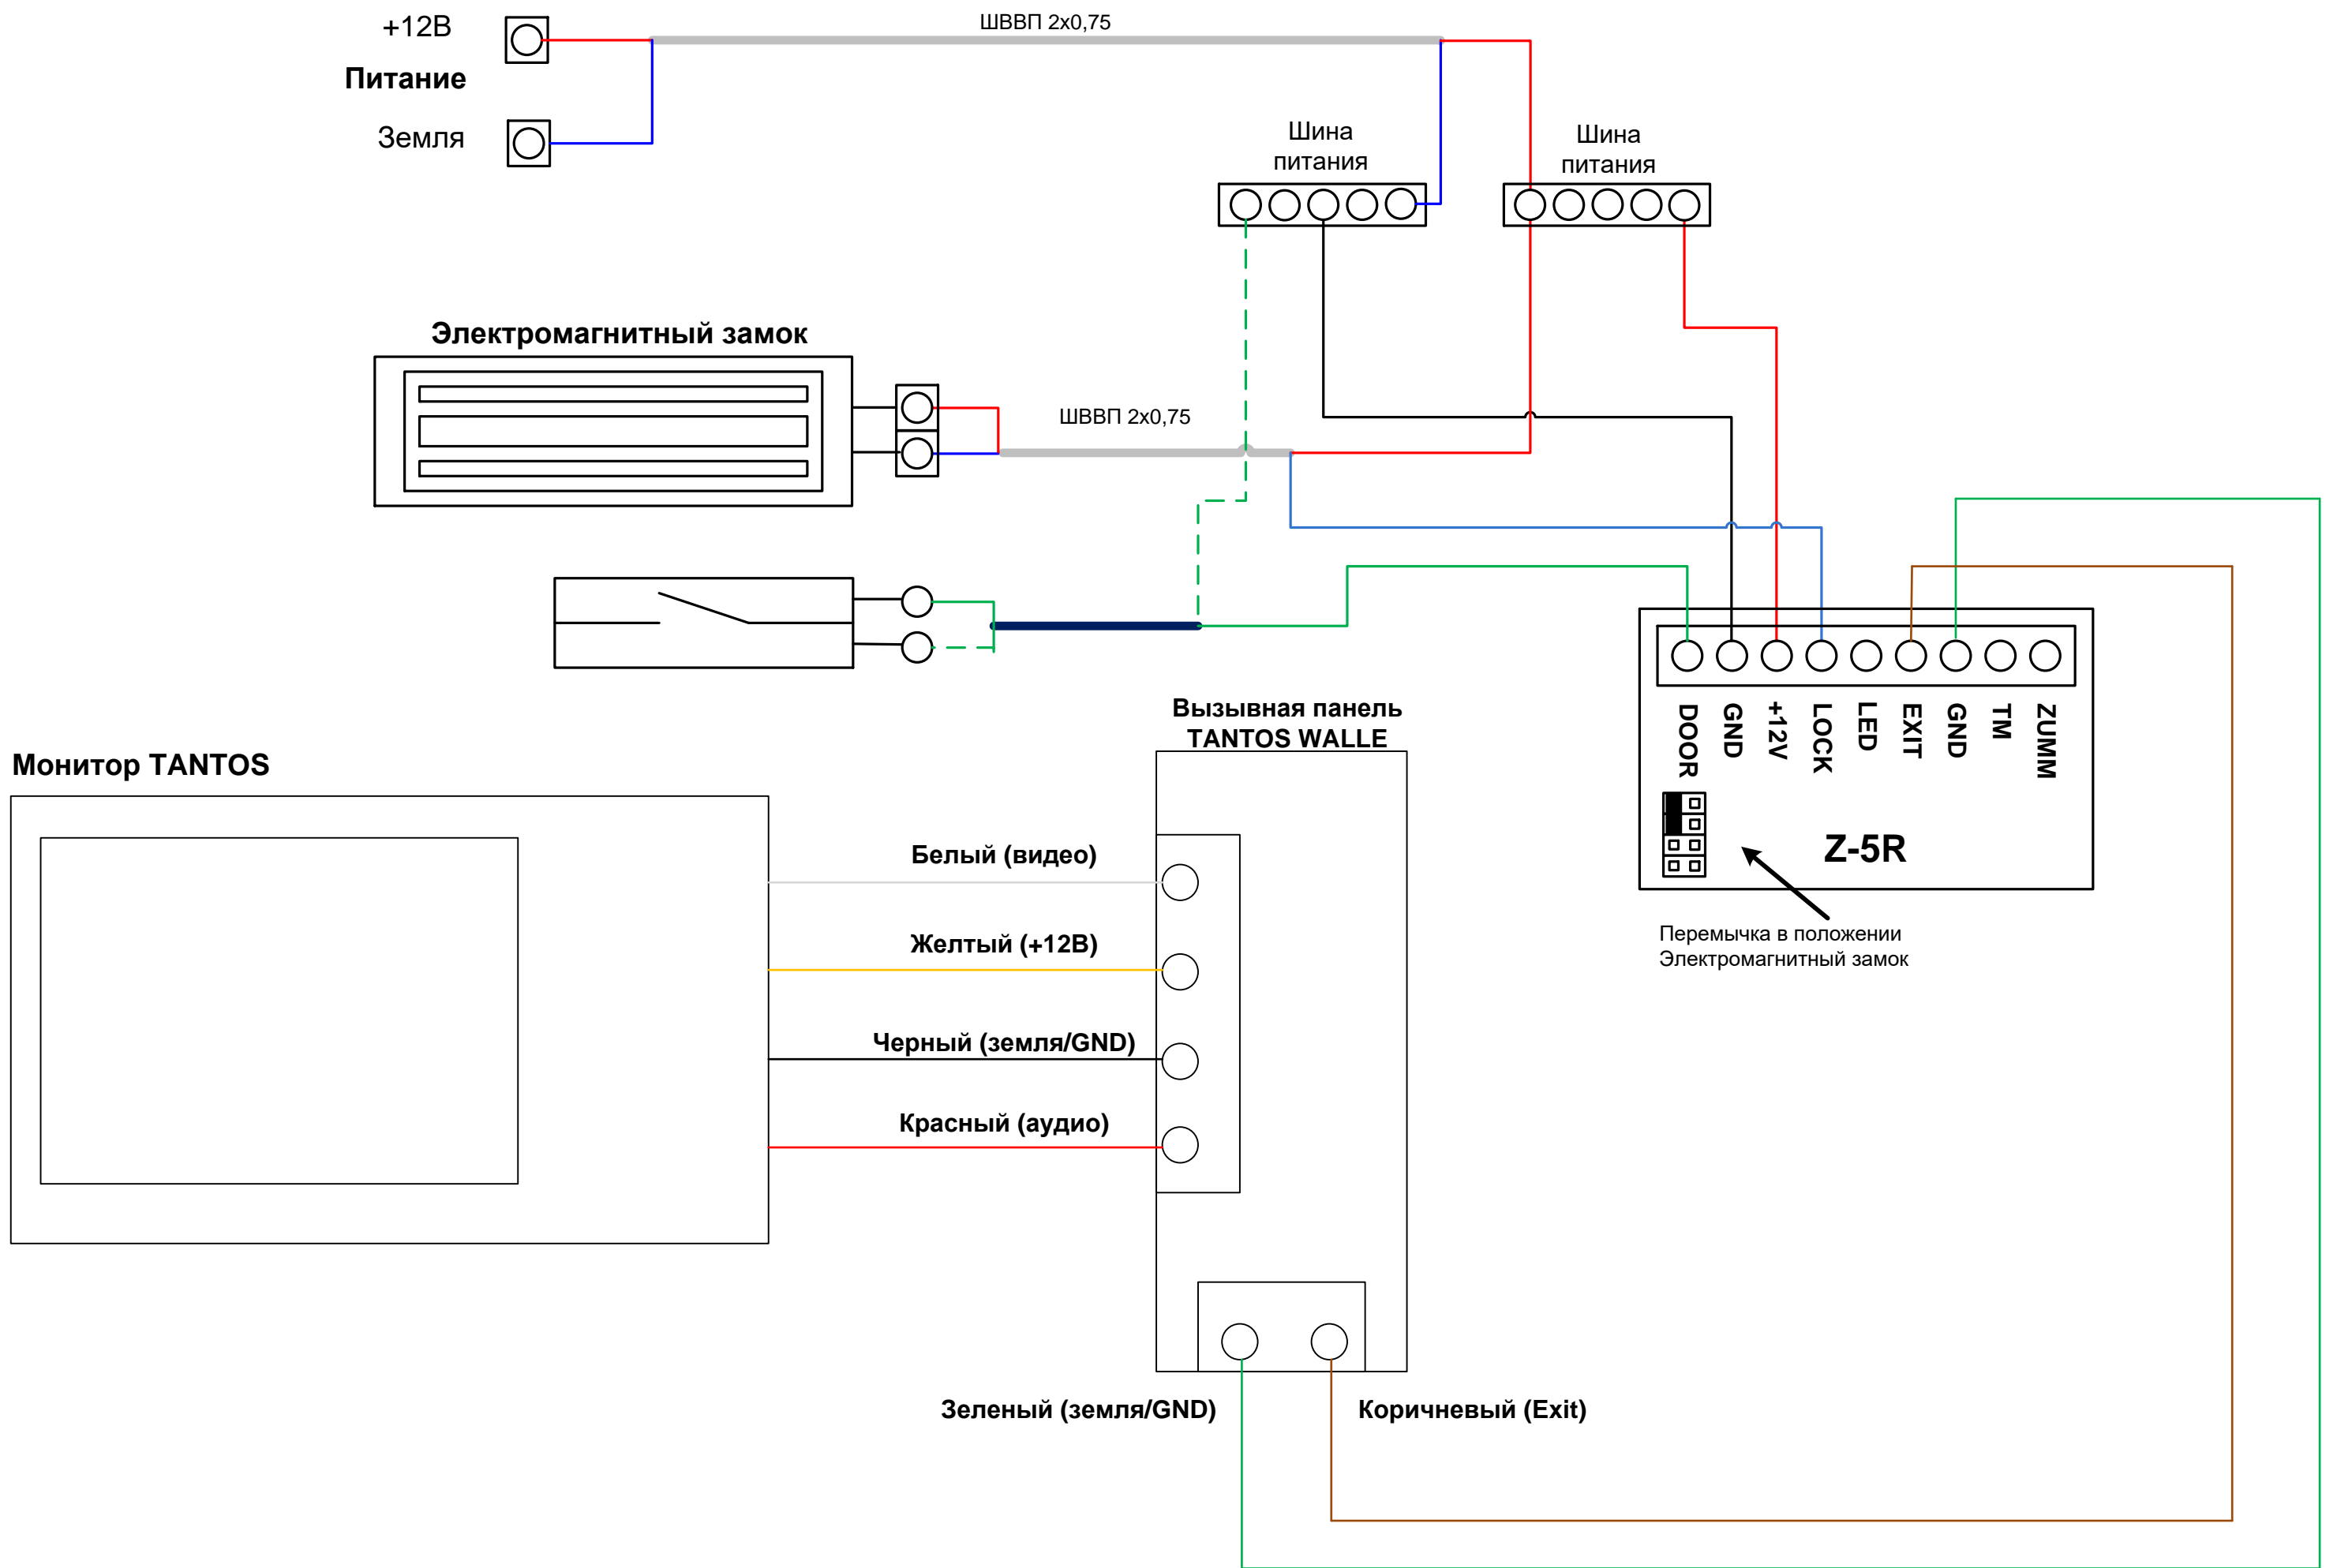 +12В
ШВВП 2х0,75
Питание
Земля
Шина
питания
Шина
питания
Электромагнитный замок
ШВВП 2х0,75
Вызывная панель
TANTOS WALLE
Монитор TANTOS
DOOR
GND
+12V
LOCK
LED
EXIT
GND
TM
ZUMM
Z-5R
Перемычка в положении
Электромагнитный замок
Белый (видео)
Желтый (+12В)
Черный (земля/GND)
Красный (аудио)
Зеленый (земля/GND)
Коричневый (Exit)